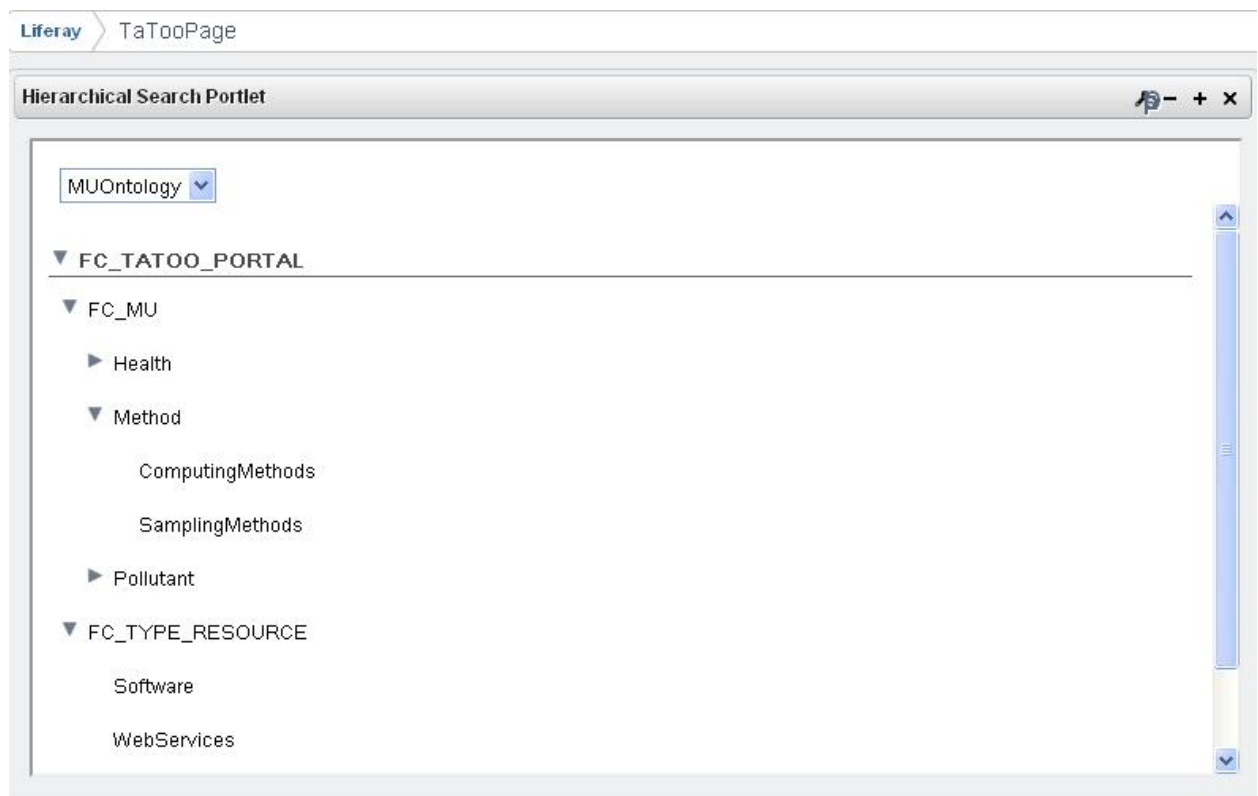 Liferay TaTooPage
Hierarchical Search Portlet
MUOntology
FC_TATOO_PORTAL
FC_MU
Health
Method
ComputingMethods
SamplingMethods
Pollutant
FC_TYPE_RESOURCE
Software
WebServices